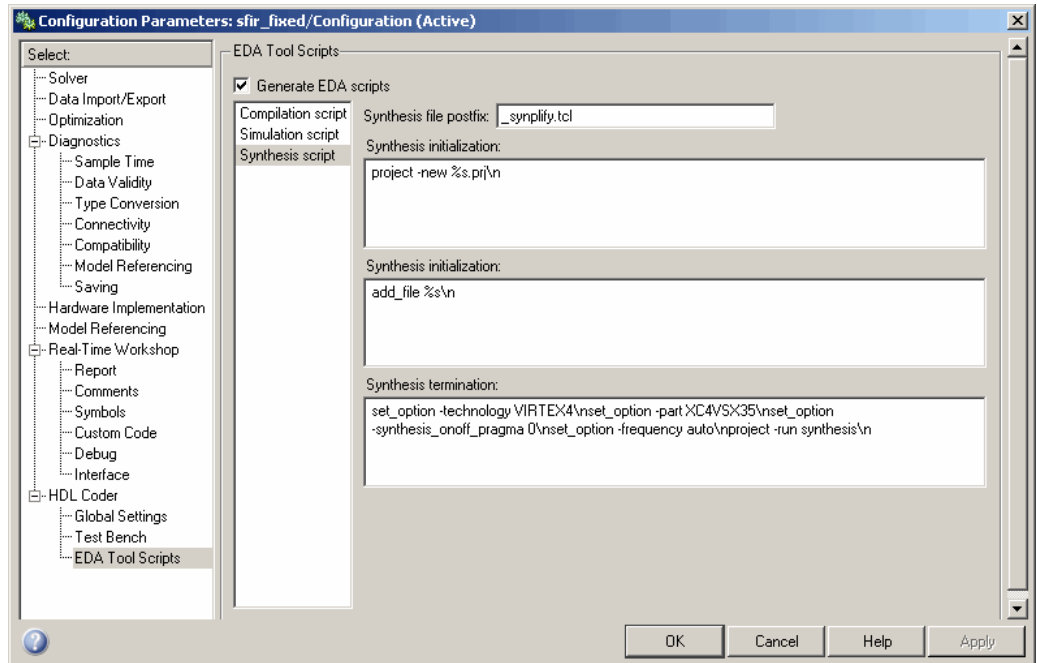 Configuration Parameters: sfir_fixed/Configuration (Active)
Select:
Solver
Data Import/Export
Optimization
Diagnostics
Sample Time
Data Validity
Type Conversion
Connectivity
Compatibility
Model Referencing
Saving
Hardware Implementation
Model Referencing
Real-Time Workshop
Report
Comments
Symbols
Custom Code
Debug
Interface
HDL Coder
Global Settings
Test Bench
EDA Tool Scripts
EDA Tool Scripts
Generate EDA scripts
Compilation script
Simulation script
Synthesis script
Synthesis file postfix: _synplify.tcl
Synthesis initialization:
project -new %s.prj\n
Synthesis initialization:
add_file %s\n
Synthesis termination:
set_option -technology VIRTEX4\nset_option -part XC4VSX35\nset_option
-synthesis_onoff_pragma 0\nset_option -frequency auto\nproject -run synthesis\n
OK Cancel Help Apply